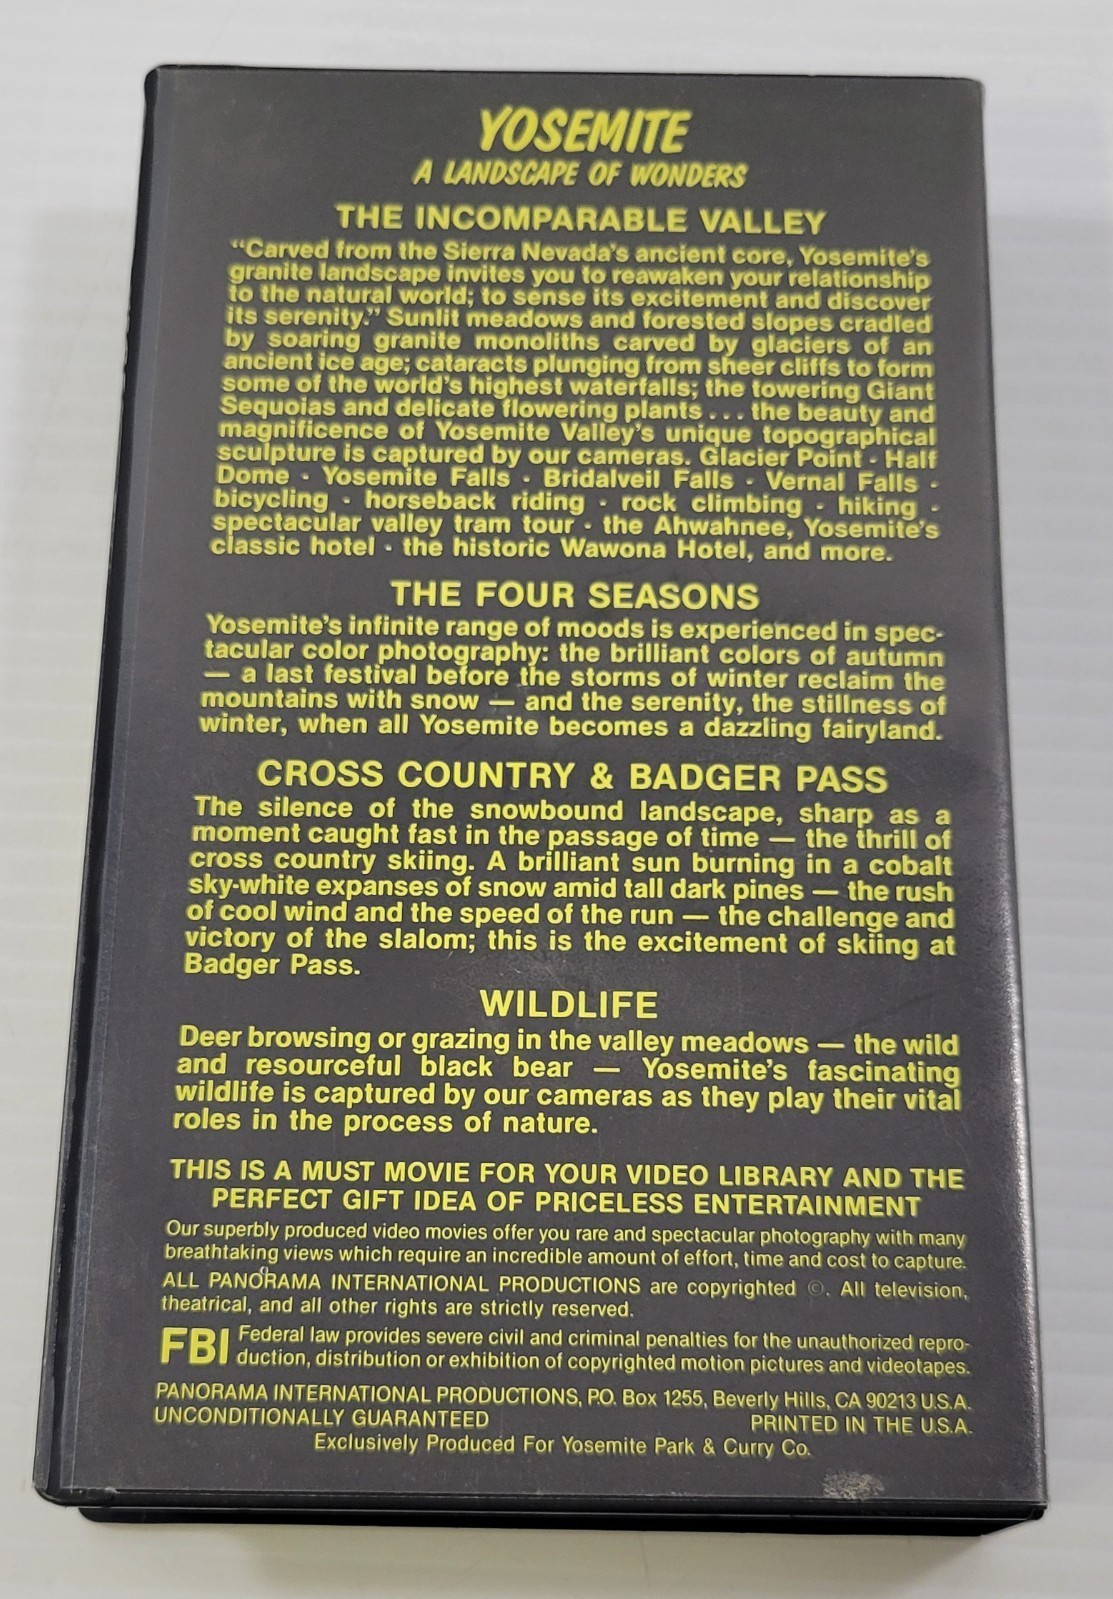 YOSEMITE
A LANDSCAPE OF WONDERS
THE INCOMPARABLE VALLEY
“Carved from the Sierra Nevada’s ancient core, Yosemite’s
granite landscape invites you to reawaken your relationship
to the natural world; to sense its excitement and discover
its serenity.” Sunlit meadows and forested slopes cradled
by soaring granite monoliths carved by glaciers of an
ancient ice age; cataracts plunging from sheer cliffs to form
some of the world’s highest waterfalls; the towering Giant
Sequoias and delicate flowering plants . . . the beauty and
magnificence of Yosemite Valley’s unique topographical
sculpture is captured by our cameras. Glacier Point · Half
Dome · Yosemite Falls · Bridalveil Falls · Vernal Falls ·
bicycling · horseback riding · rock climbing · hiking ·
spectacular valley tram tour · the Ahwahnee, Yosemite’s
classic hotel · the historic Wawona Hotel, and more.
THE FOUR SEASONS
Yosemite’s infinite range of moods is experienced in spec-
tacular color photography: the brilliant colors of autumn
— a last festival before the storms of winter reclaim the
mountains with snow — and the serenity, the stillness of
winter, when all Yosemite becomes a dazzling fairyland.
CROSS COUNTRY & BADGER PASS
The silence of the snowbound landscape, sharp as a
moment caught fast in the passage of time — the thrill of
cross country skiing. A brilliant sun burning in a cobalt
sky-white expanses of snow amid tall dark pines — the rush
of cool wind and the speed of the run — the challenge and
victory of the slalom; this is the excitement of skiing at
Badger Pass.
WILDLIFE
Deer browsing or grazing in the valley meadows — the wild
and resourceful black bear — Yosemite’s fascinating
wildlife is captured by our cameras as they play their vital
roles in the process of nature.
THIS IS A MUST MOVIE FOR YOUR VIDEO LIBRARY AND THE
PERFECT GIFT IDEA OF PRICELESS ENTERTAINMENT
Our superbly produced video movies offer you rare and spectacular photography with many
breathtaking views which require an incredible amount of effort, time and cost to capture.
ALL PANORAMA INTERNATIONAL PRODUCTIONS are copyrighted ©. All television,
theatrical, and all other rights are strictly reserved.
FBI Federal law provides severe civil and criminal penalties for the unauthorized repro-
duction, distribution or exhibition of copyrighted motion pictures and videotapes.
PANORAMA INTERNATIONAL PRODUCTIONS, P.O. Box 1255, Beverly Hills, CA 90213 U.S.A.
UNCONDITIONALLY GUARANTEED PRINTED IN THE U.S.A.
Exclusively Produced For Yosemite Park & Curry Co.